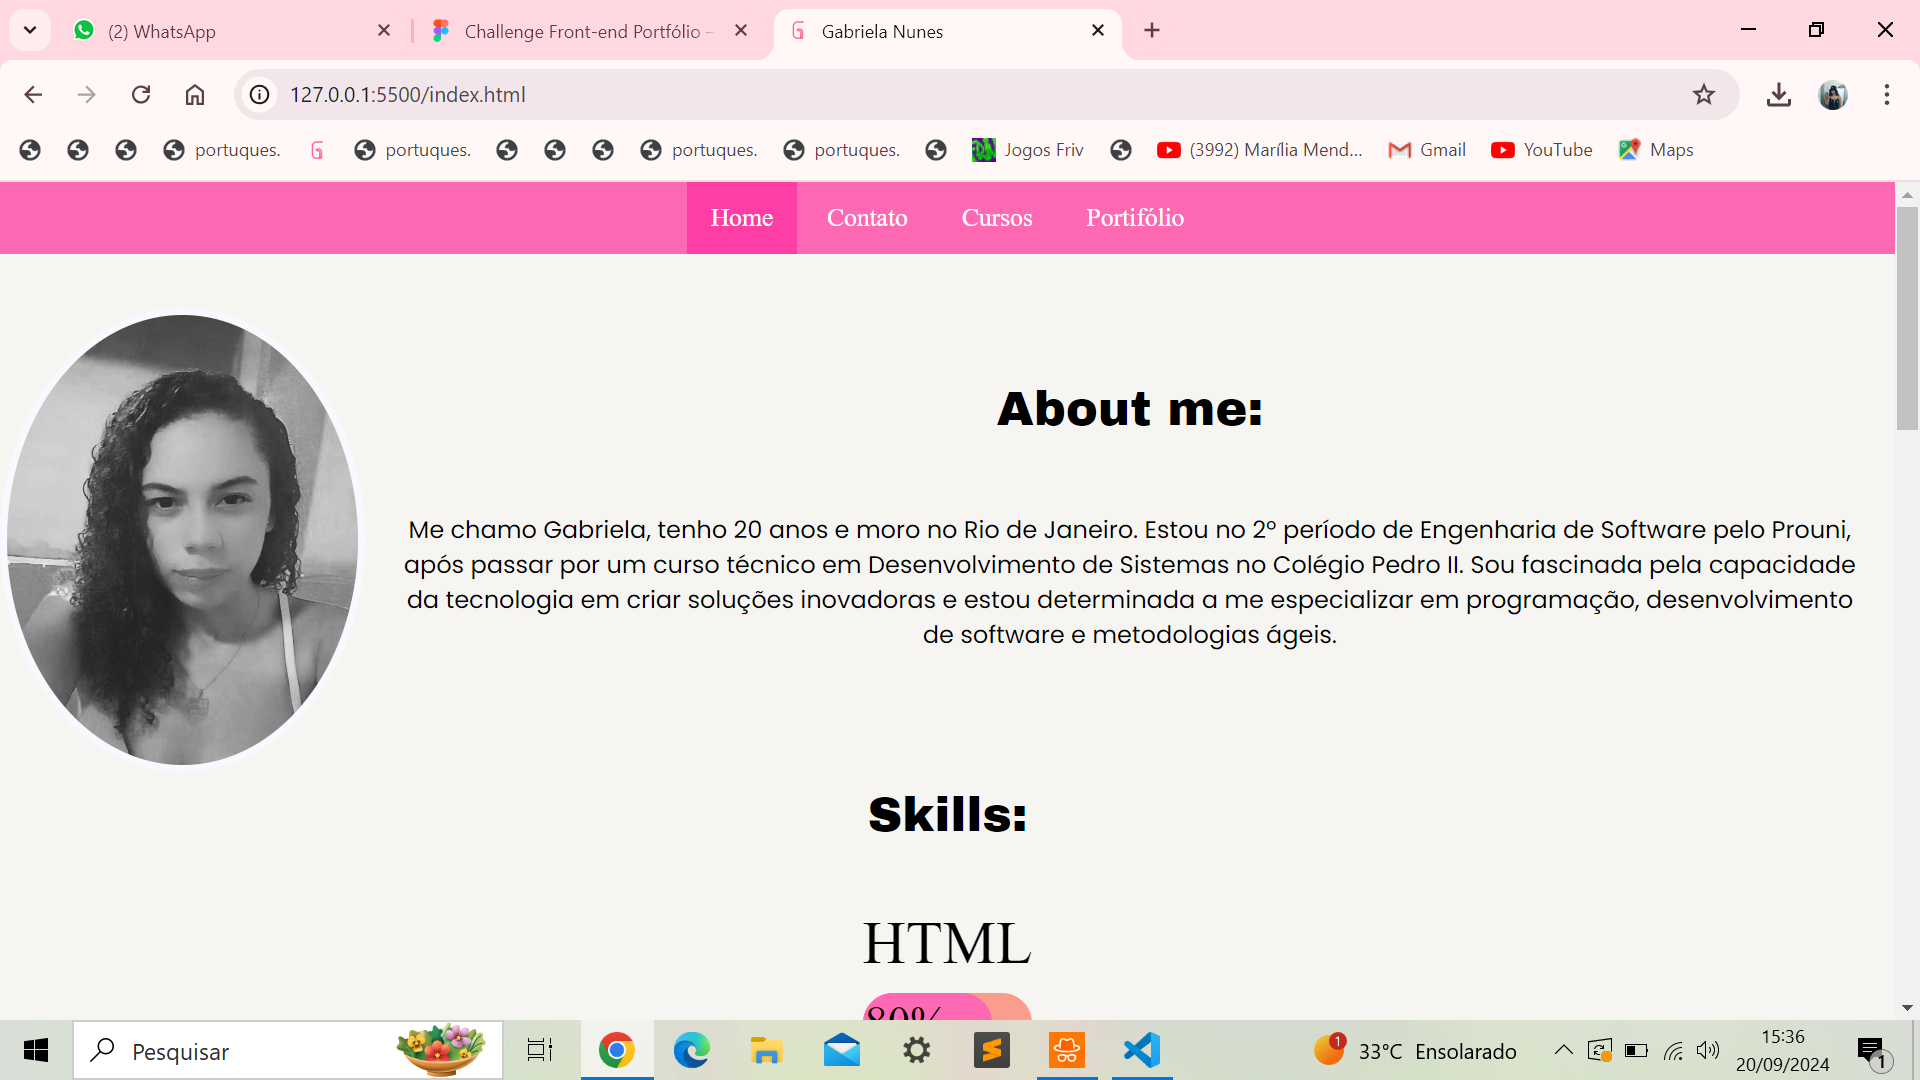 (2) WhatsApp
Challenge Front-end Portfólio –
Gabriela Nunes
127.0.0.1:5500/index.html
portuques. portuques. portuques. portuques. Jogos Friv (3992) Marília Mend... Gmail YouTube Maps
Home Contato Cursos Portifólio
About me:
Me chamo Gabriela, tenho 20 anos e moro no Rio de Janeiro. Estou no 2º período de Engenharia de Software pelo Prouni,
após passar por um curso técnico em Desenvolvimento de Sistemas no Colégio Pedro II. Sou fascinada pela capacidade
da tecnologia em criar soluções inovadoras e estou determinada a me especializar em programação, desenvolvimento
de software e metodologias ágeis.
Skills:
HTML
80%
Pesquisar
1
33°C Ensolarado
15:36
20/09/2024
1